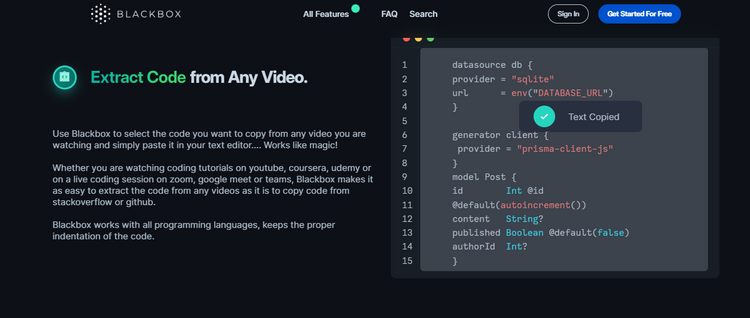 BLACKBOX
All Features
FAQ
Search
Sign In
Get Started For Free
Extract Code from Any Video.
Use Blackbox to select the code you want to copy from any video you are
watching and simply paste it in your text editor.... Works like magic!
Whether you are watching coding tutorials on youtube, coursera, udemy or
on a live coding session on zoom, google meet or teams, Blackbox makes it
as easy to extract the code from any videos as it is to copy code from
stackoverflow or github.
Blackbox works with all programming languages, keeps the proper
indentation of the code.
1 datasource db {
2 provider = "sqlite"
3 url = env("DATABASE_URL")
4 }
Text Copied
5
6 generator client {
7 provider = "prisma-client-js"
8 }
9 model Post {
10 id Int @id
11 @default(autoincrement())
12 content String?
13 published Boolean @default(false)
14 authorId Int?
15 }